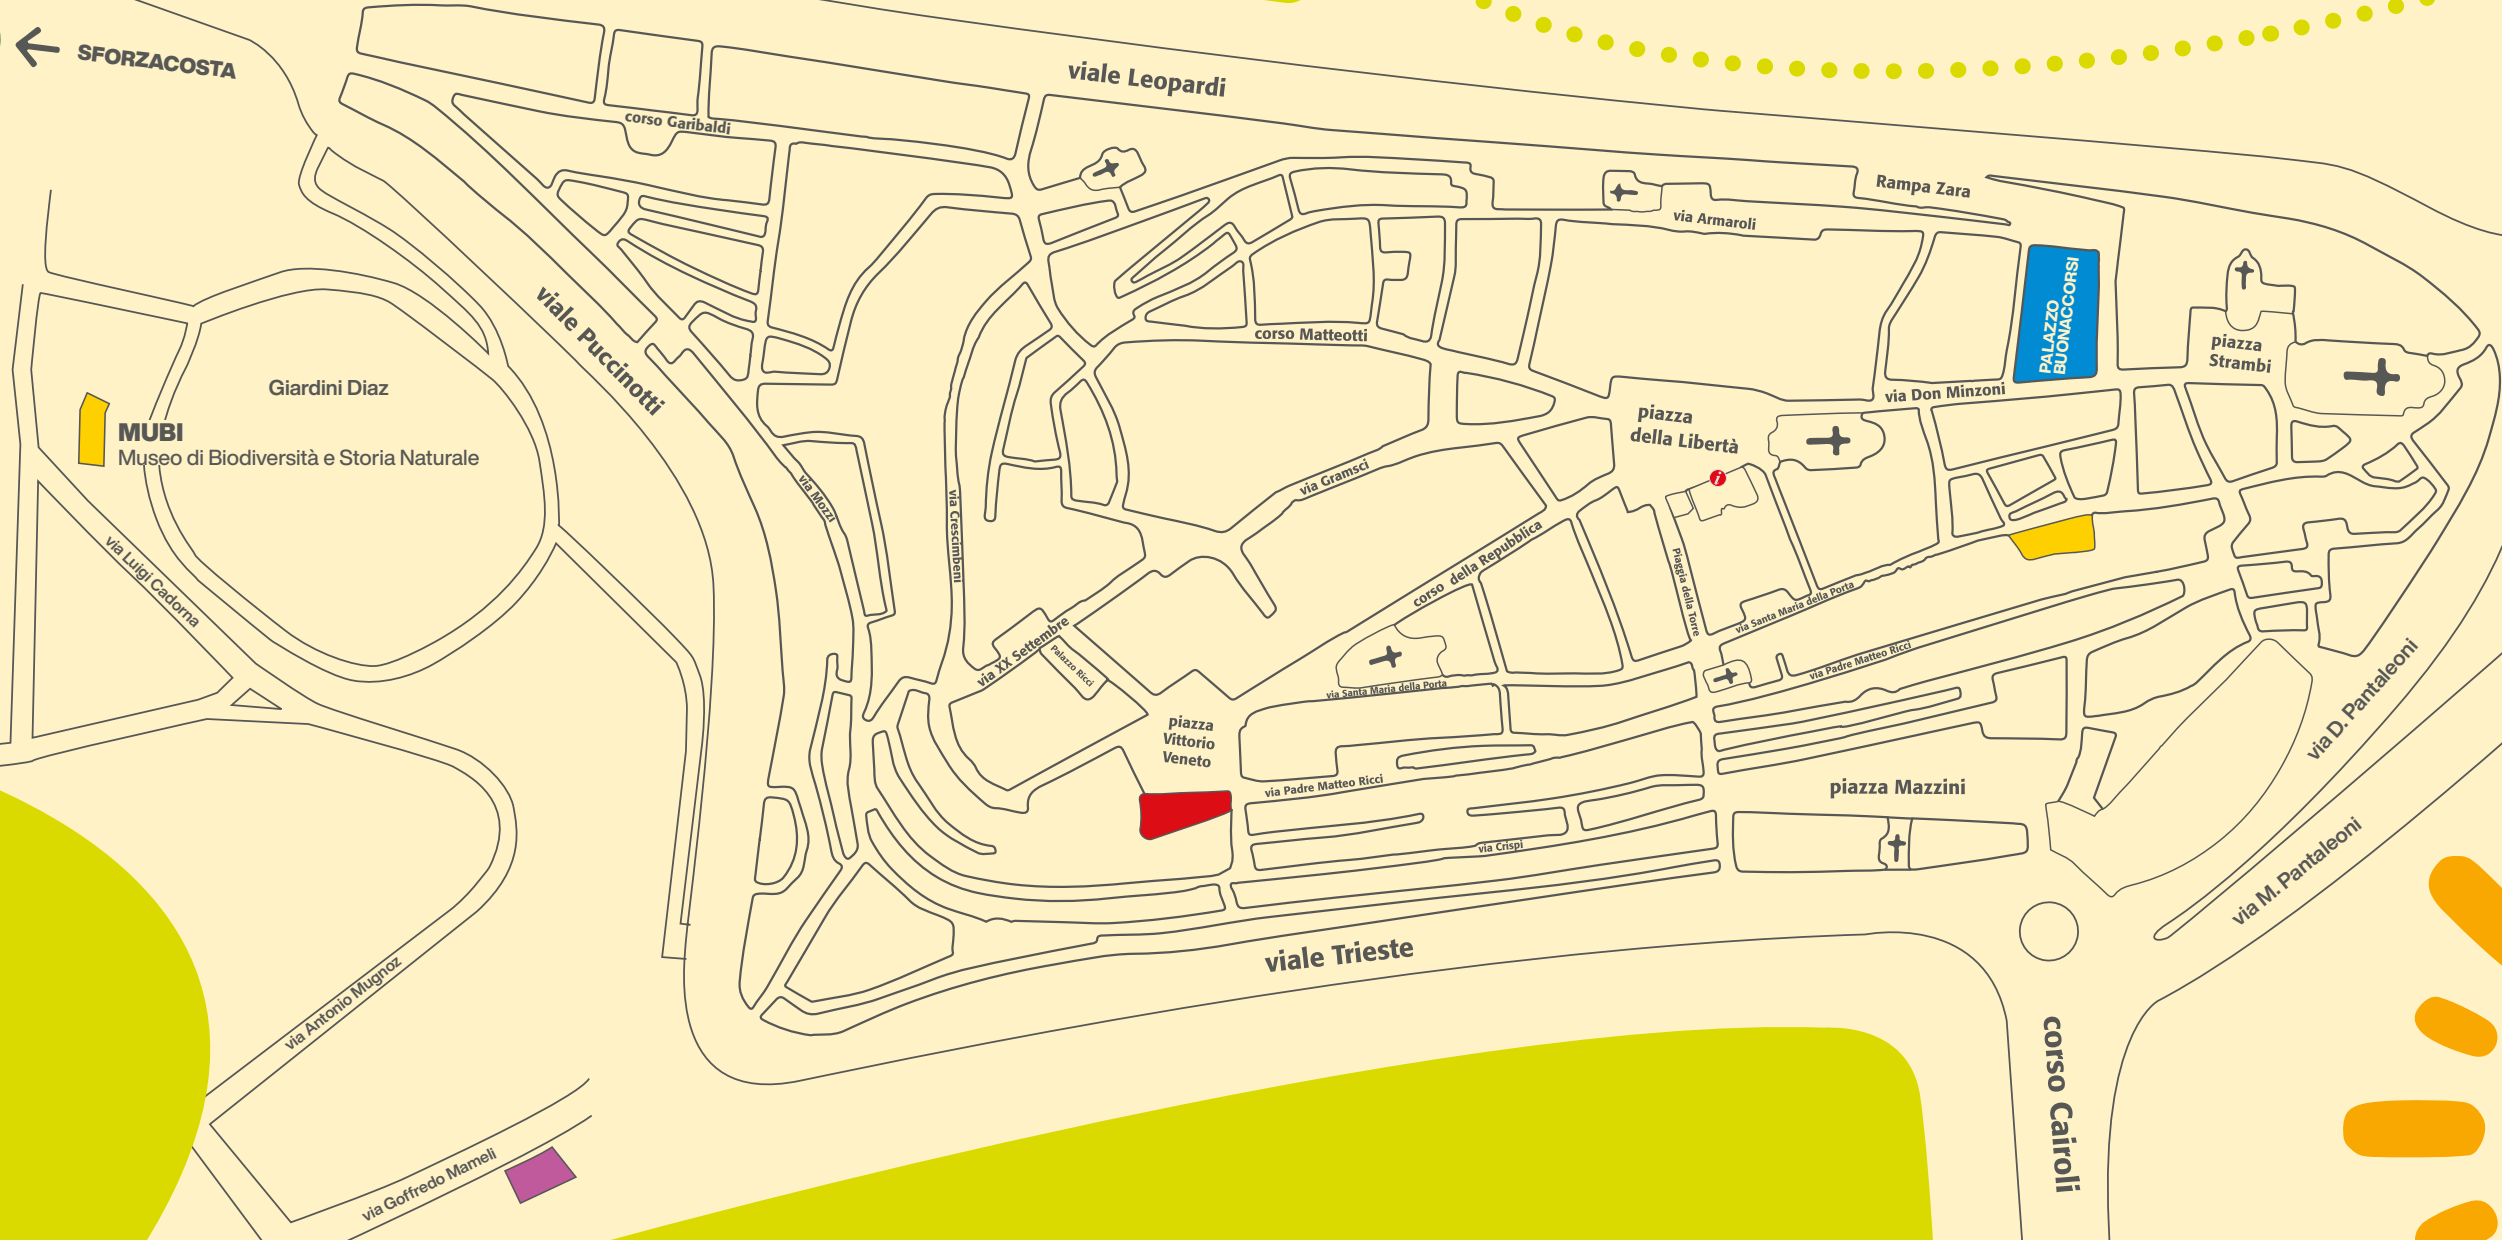 SFORZACOSTA
viale Leopardi
corso Garibaldi
Rampa Zara
via Armaroli
PALAZZO
BUONACCORSI
piazza
Strambi
viale Puccinotti
corso Matteotti
Giardini Diaz
MUBI
Museo di Biodiversità e Storia Naturale
via Don Minzoni
piazza
della Libertà
i
via Gramsci
via Mozzi
via Crescimbeni
corso della Repubblica
Piaggia della Torre
via Santa Maria della Porta
via Luigi Cadorna
via XX Settembre
Palazzo Ricci
via Santa Maria della Porta
via Padre Matteo Ricci
via D. Pantaleoni
piazza
Vittorio
Veneto
via Padre Matteo Ricci
piazza Mazzini
via Crispi
via M. Pantaleoni
viale Trieste
via Antonio Mugnoz
corso Cairoli
via Goffredo Mameli